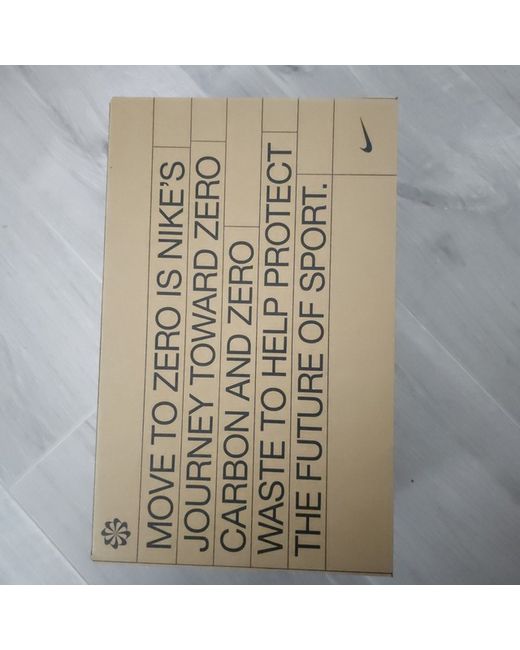 MOVE TO ZERO IS NIKE'S
JOURNEY TOWARD ZERO
CARBON AND ZERO
WASTE TO HELP PROTECT
THE FUTURE OF SPORT.